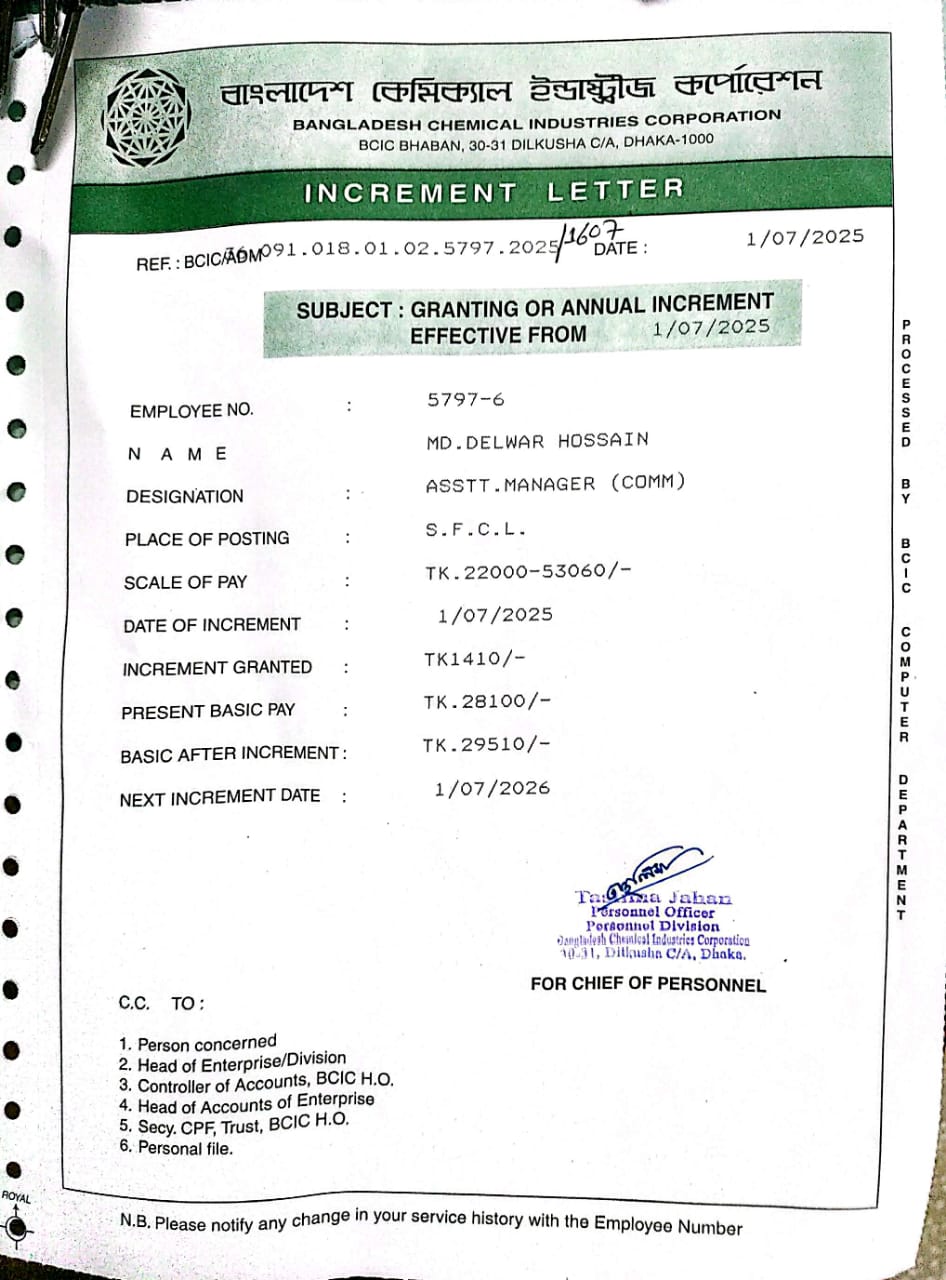 বাংলাদেশ কেমিক্যাল ইন্ডাষ্ট্রীজ কর্পোরেশন
BANGLADESH CHEMICAL INDUSTRIES CORPORATION
BCIC BHABAN, 30-31 DILKUSHA C/A, DHAKA-1000
INCREMENT LETTER
REF. : BCIC/ADM 36.091.018.01.02.5797.2025/1607 DATE : 1/07/2025
SUBJECT : GRANTING OR ANNUAL INCREMENT
EFFECTIVE FROM 1/07/2025
EMPLOYEE NO. : 5797-6
N A M E MD.DELWAR HOSSAIN
DESIGNATION : ASSTT.MANAGER (COMM)
PLACE OF POSTING : S.F.C.L.
SCALE OF PAY : TK.22000-53060/-
DATE OF INCREMENT : 1/07/2025
INCREMENT GRANTED : TK1410/-
PRESENT BASIC PAY : TK.28100/-
BASIC AFTER INCREMENT : TK.29510/-
NEXT INCREMENT DATE : 1/07/2026
Jahan
Personnel Officer
Personnel Division
Bangladesh Chemical Industries Corporation
30-31, Dilkusha C/A, Dhaka.
FOR CHIEF OF PERSONNEL
C.C. TO :
1. Person concerned
2. Head of Enterprise/Division
3. Controller of Accounts, BCIC H.O.
4. Head of Accounts of Enterprise
5. Secy. CPF, Trust, BCIC H.O.
6. Personal file.
N.B. Please notify any change in your service history with the Employee Number
PROCESSED BY BCIC COMPUTER DEPARTMENT
ROYAL